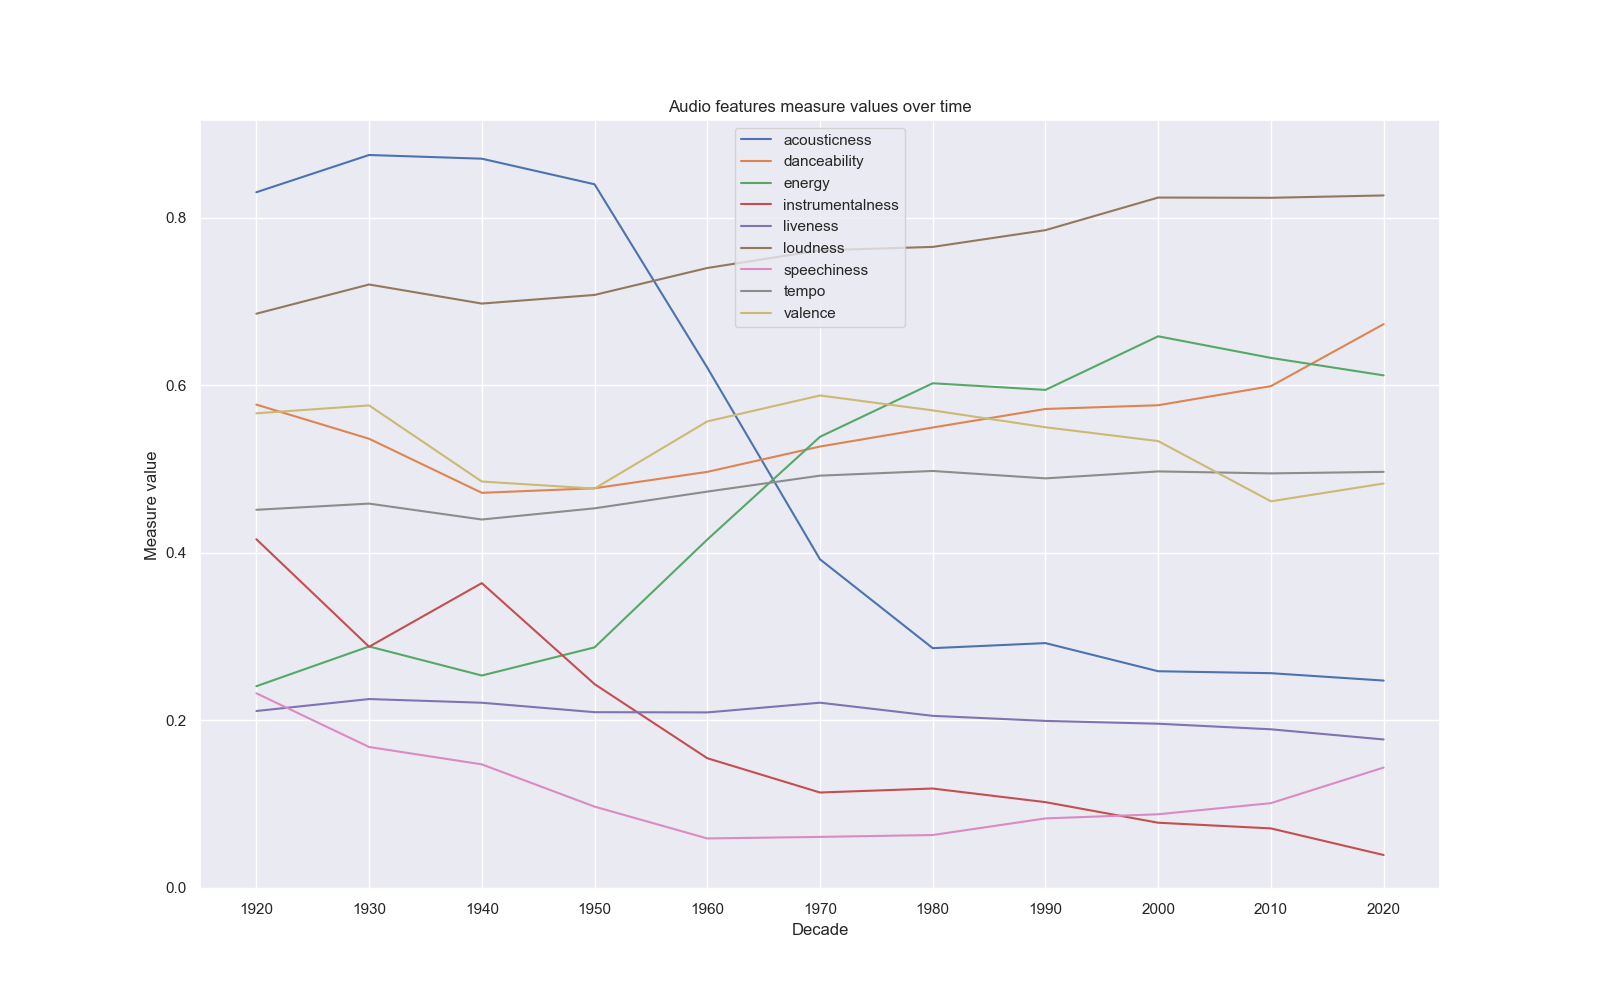 Audio features measure values over time
acousticness
danceability
energy
instrumentalness
liveness
loudness
speechiness
tempo
valence
Measure value
0.8
0.6
0.4
0.2
0.0
1920 1930 1940 1950 1960 1970 1980 1990 2000 2010 2020
Decade